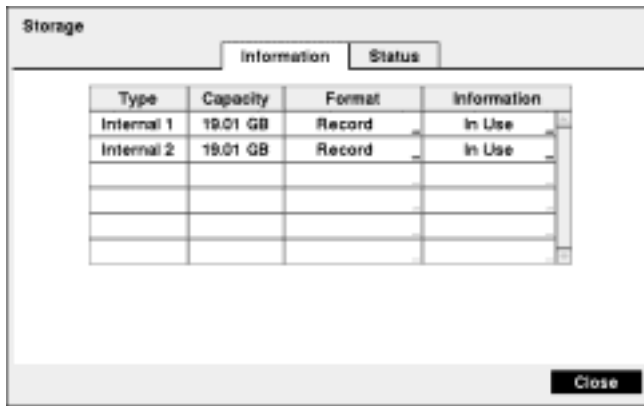 Storage
Information Status
Type Capacity Format Information
Internal 1 19.01 GB Record In Use
Internal 2 19.01 GB Record In Use
Close